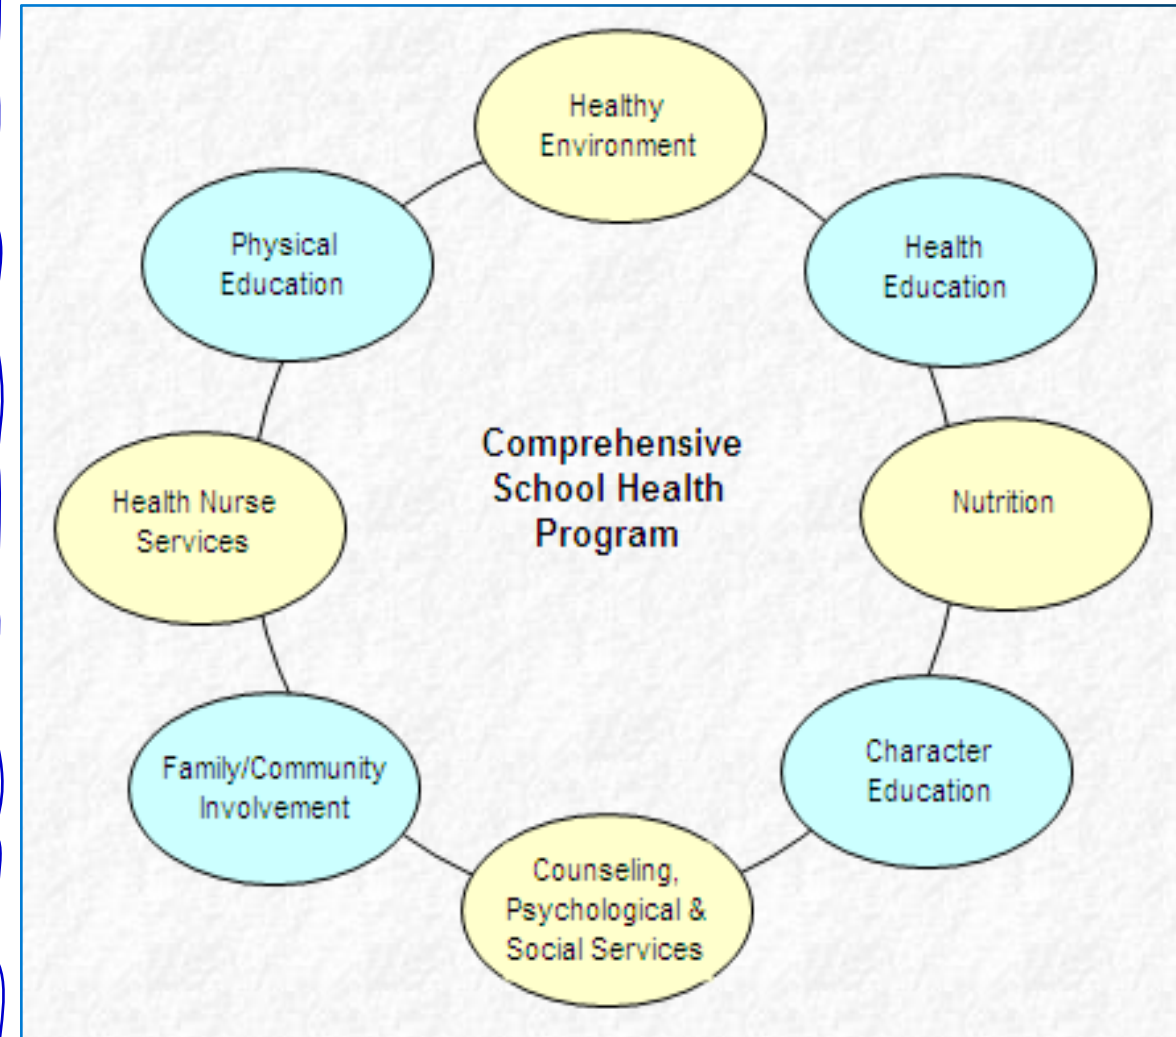 Healthy
Environment
Physical
Education
Health
Education
Comprehensive
School Health
Program
Health Nurse
Services
Nutrition
Family/Community
Involvement
Character
Education
Counseling,
Psychological &
Social Services